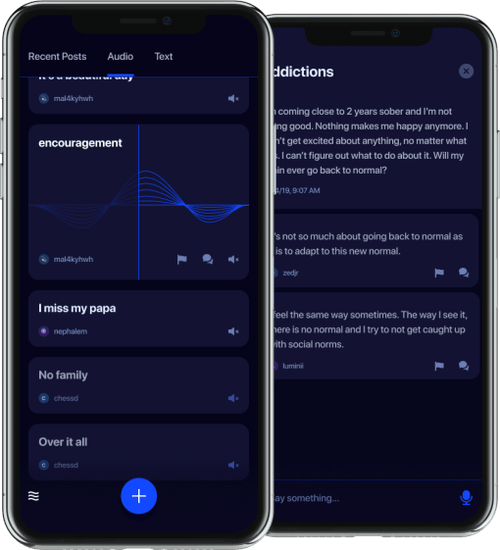 Recent Posts Audio Text
It's a beautiful day
mal4kyhwh
encouragement
mal4kyhwh
I miss my papa
nephalem
No family
C chessd
Over it all
C chessd
ddictions
coming close to 2 years sober and I'm not
ng good. Nothing makes me happy anymore. I
't get excited about anything, no matter what
. I can't figure out what to do about it. Will my
in ever go back to normal?
/19, 9:07 AM
's not so much about going back to normal as
is to adapt to this new normal.
zedjr
feel the same way sometimes. The way I see it,
here is no normal and I try to not get caught up
ith social norms.
luminii
ay something...